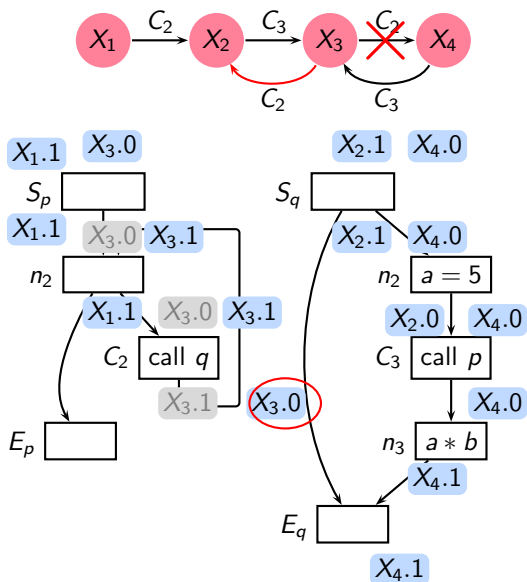 C₂ C₃ C₂
X₁ X₂ X₃ X₄
C₂ C₃
X₁.1 X₃.0 X₂.1 X₄.0
Sₚ S_q
X₁.1 X₃.0 X₃.1 X₂.1 X₄.0
n₂ n₂ a = 5
X₁.1 X₃.0 X₃.1 X₂.0 X₄.0
C₂ call q C₃ call p
X₃.1 X₃.0 X₄.0
Eₚ n₃ a * b
X₄.1
E_q
X₄.1